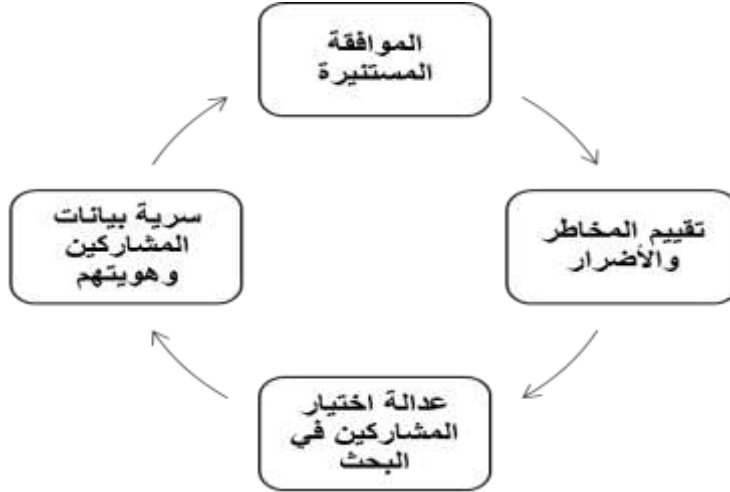 الموافقة
المستنيرة
تقييم المخاطر
والأضرار
عدالة اختيار
المشاركين في
البحث
سرية بيانات
المشاركين
وهويتهم